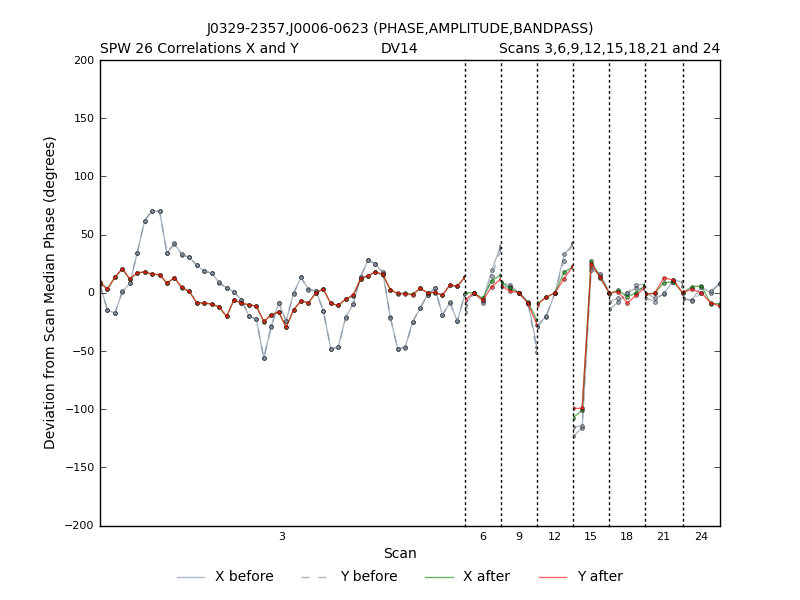 J0329-2357,J0006-0623 (PHASE,AMPLITUDE,BANDPASS)
SPW 26 Correlations X and Y DV14 Scans 3,6,9,12,15,18,21 and 24
200
150
100
50
0
−50
−100
−150
−200
Deviation from Scan Median Phase (degrees)
3 6 9 12 15 18 21 24
Scan
X before Y before X after Y after